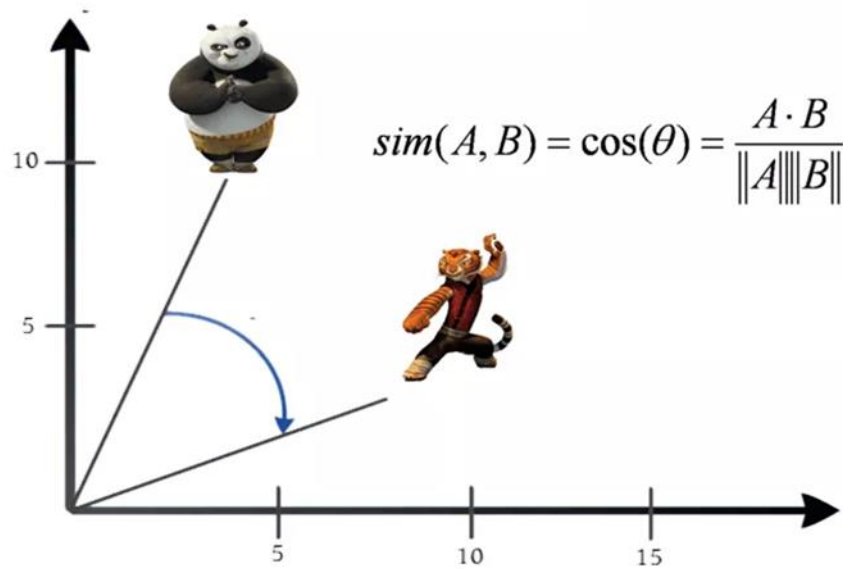 10
sim(A, B) = cos(θ) = A · B / ‖A‖‖B‖
5
5 10 15